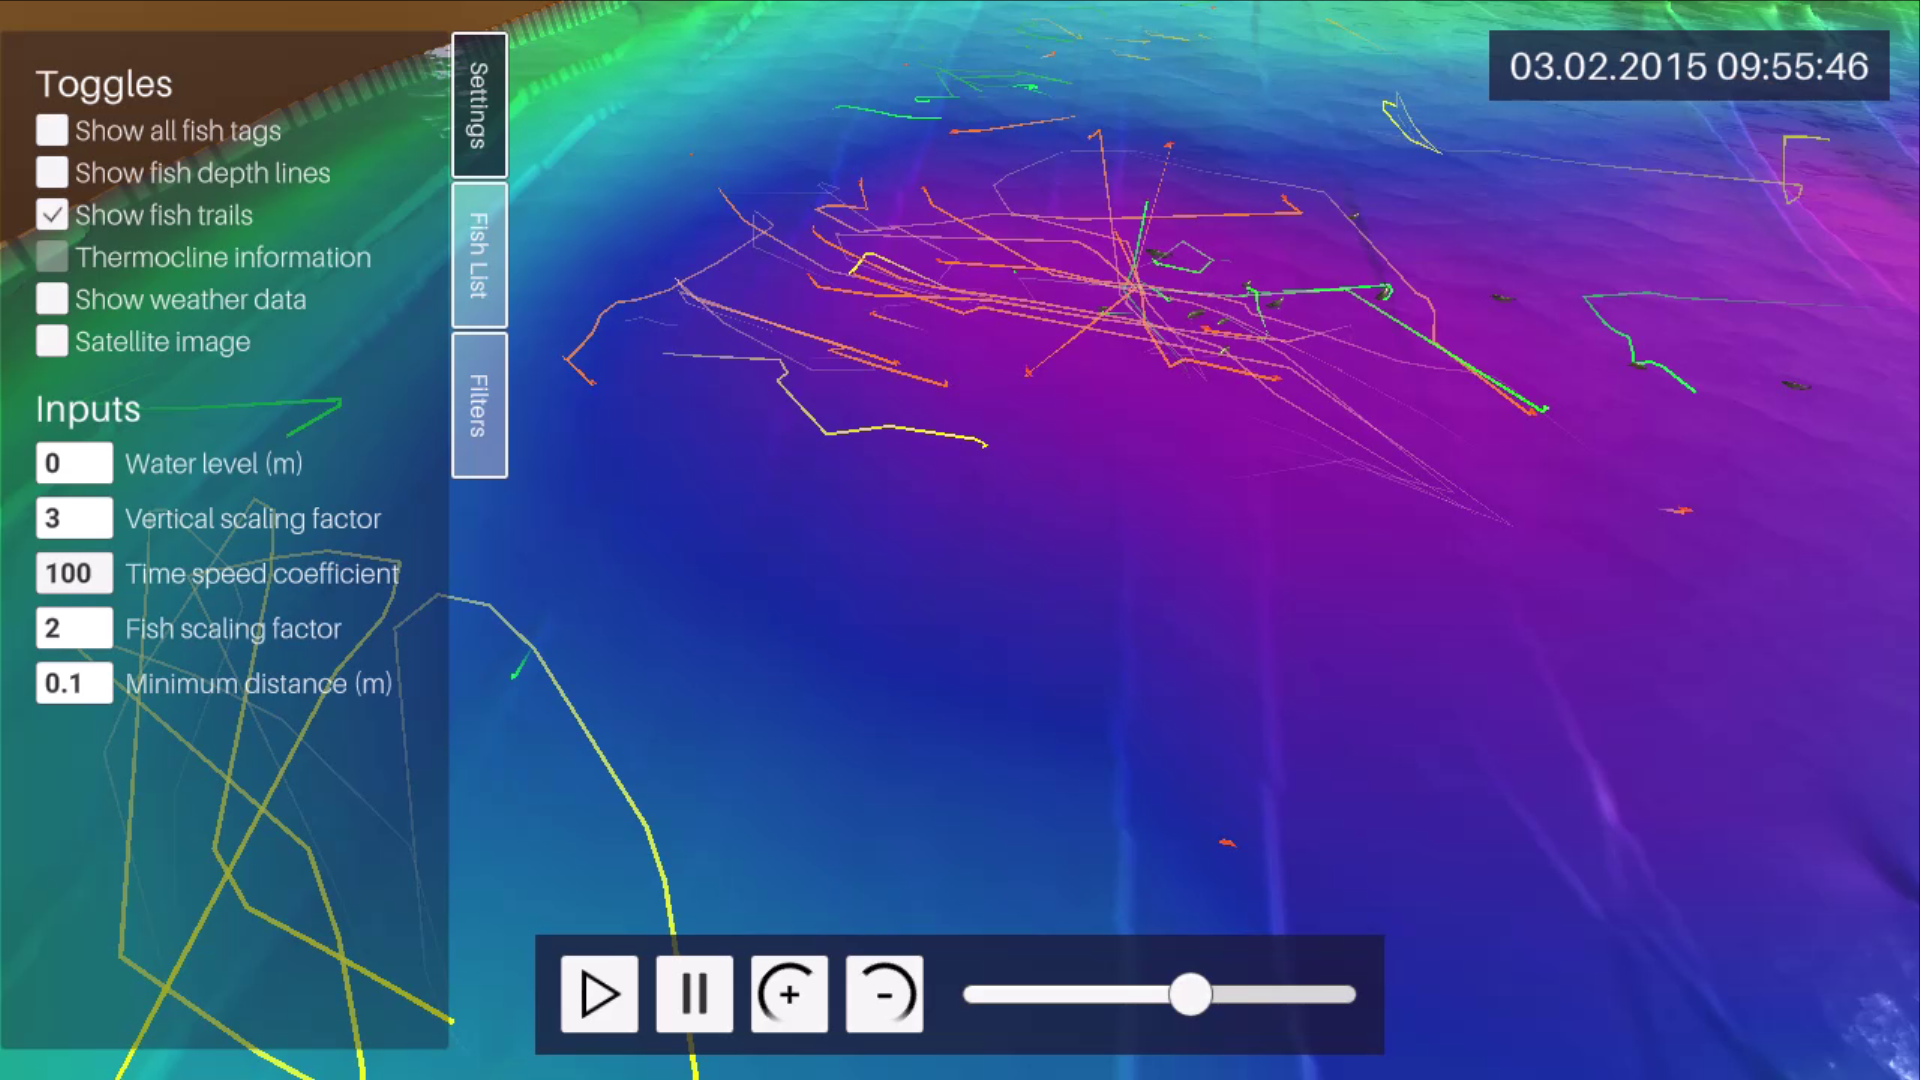 Toggles
Show all fish tags
Show fish depth lines
Show fish trails
Thermocline information
Show weather data
Satellite image
Inputs
0 Water level (m)
3 Vertical scaling factor
100 Time speed coefficient
2 Fish scaling factor
0.1 Minimum distance (m)
Settings
Fish List
Filters
03.02.2015 09:55:46
+
-